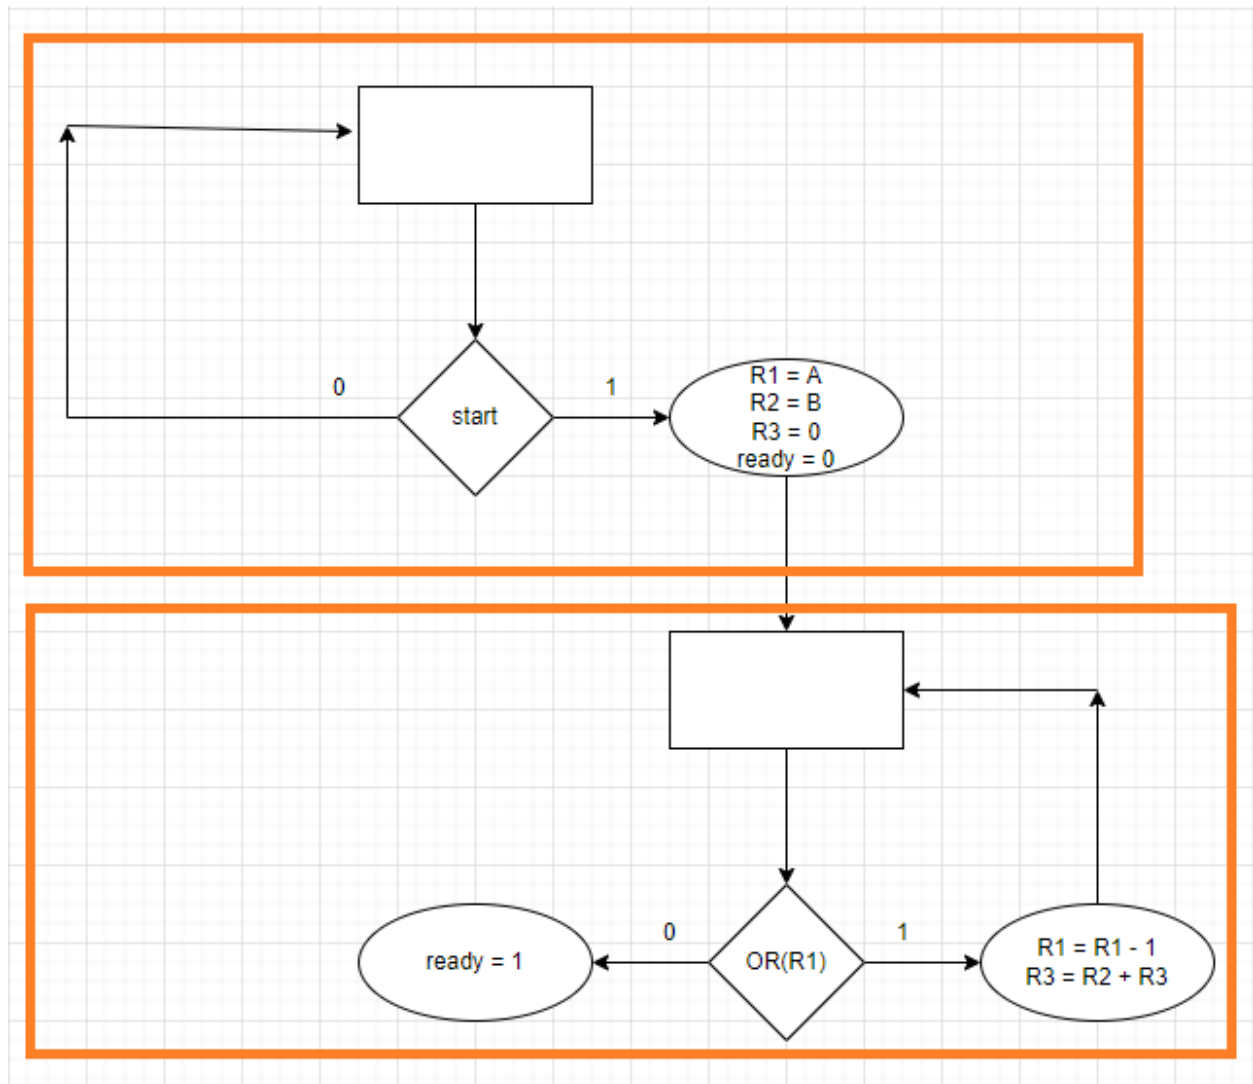 0
1
start
R1 = A
R2 = B
R3 = 0
ready = 0
0
1
ready = 1
OR(R1)
R1 = R1 - 1
R3 = R2 + R3